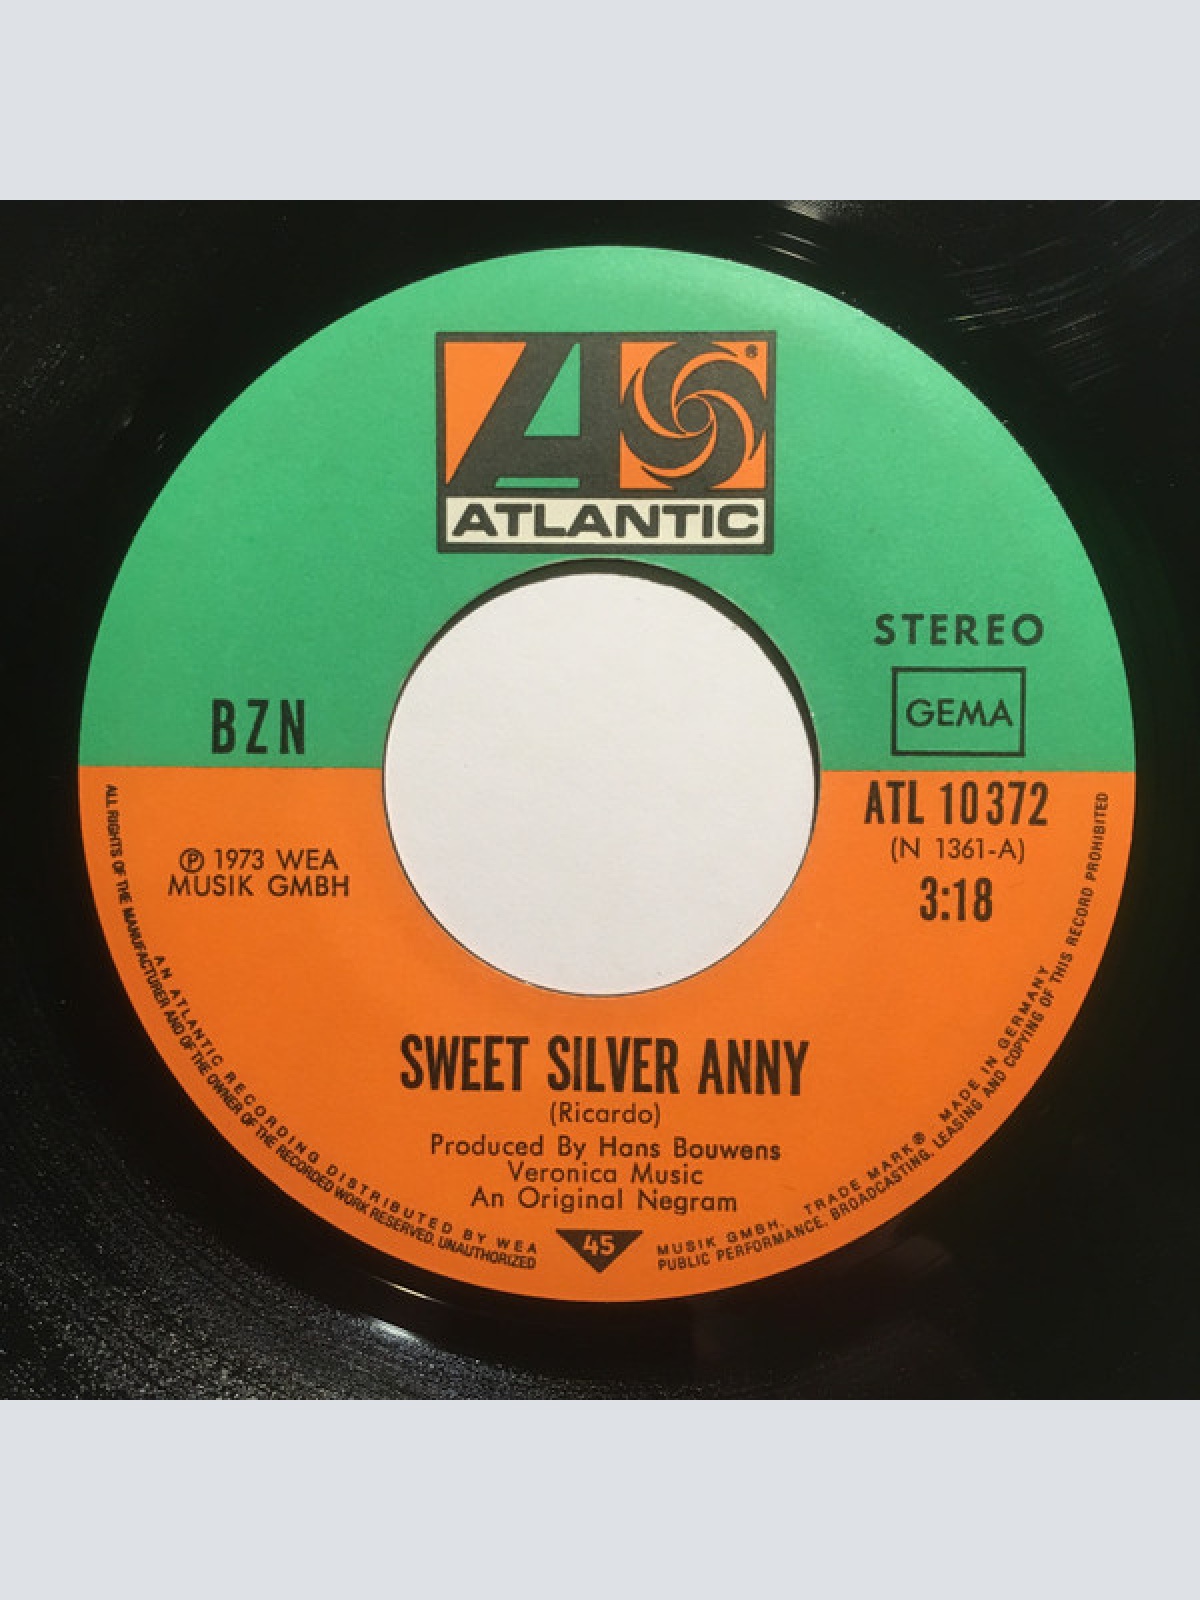 ATLANTIC
®
STEREO
GEMA
BZN
ATL 10 372
(N 1361-A)
3:18
℗ 1973 WEA
MUSIK GMBH
SWEET SILVER ANNY
(Ricardo)
Produced By Hans Bouwens
Veronica Music
An Original Negram
45
AN ATLANTIC RECORDING DISTRIBUTED BY WEA MUSIK GMBH. TRADE MARK® MADE IN GERMANY
ALL RIGHTS OF THE MANUFACTURER AND OF THE OWNER OF THE RECORDED WORK RESERVED. UNAUTHORIZED PUBLIC PERFORMANCE. BROADCASTING. LEASING AND COPYING OF THIS RECORD PROHIBITED